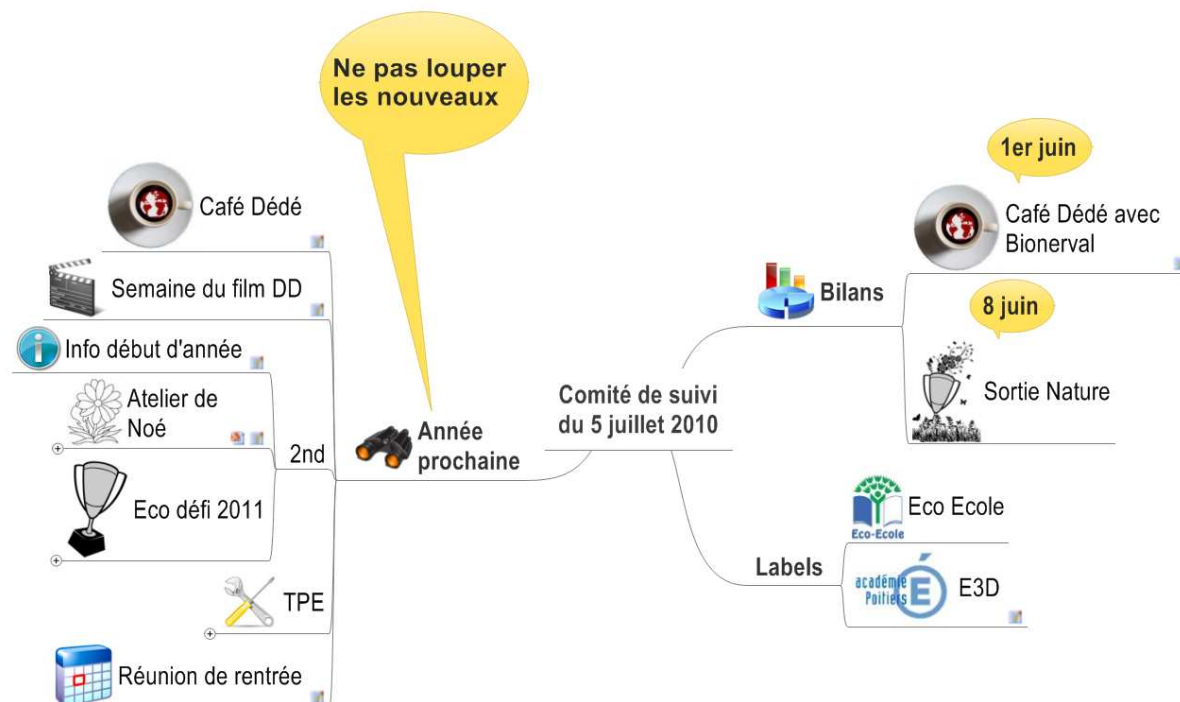 Ne pas louper
les nouveaux
Café Dédé
Semaine du film DD
Info début d'année
Atelier de
Noé
2nd
Eco défi 2011
TPE
Réunion de rentrée
Année
prochaine
Comité de suivi
du 5 juillet 2010
Bilans
1er juin
Café Dédé avec
Bionerval
8 juin
Sortie Nature
Labels
Eco-Ecole
Eco Ecole
académie
Poitiers
É
E3D